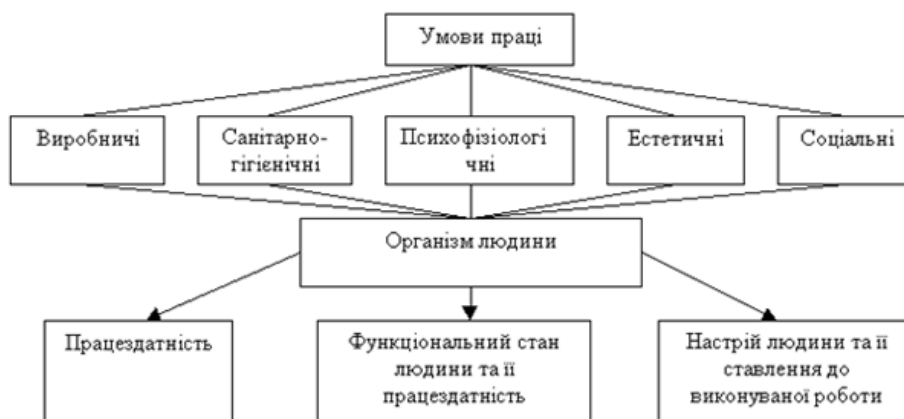 Умови праці
Виробничі
Санітарно-
гігієнічні
Психофізіологі
чні
Естетичні
Соціальні
Організм людини
Працездатність
Функціональний стан
людини та її
працездатність
Настрій людини та її
ставлення до
виконуваної роботи